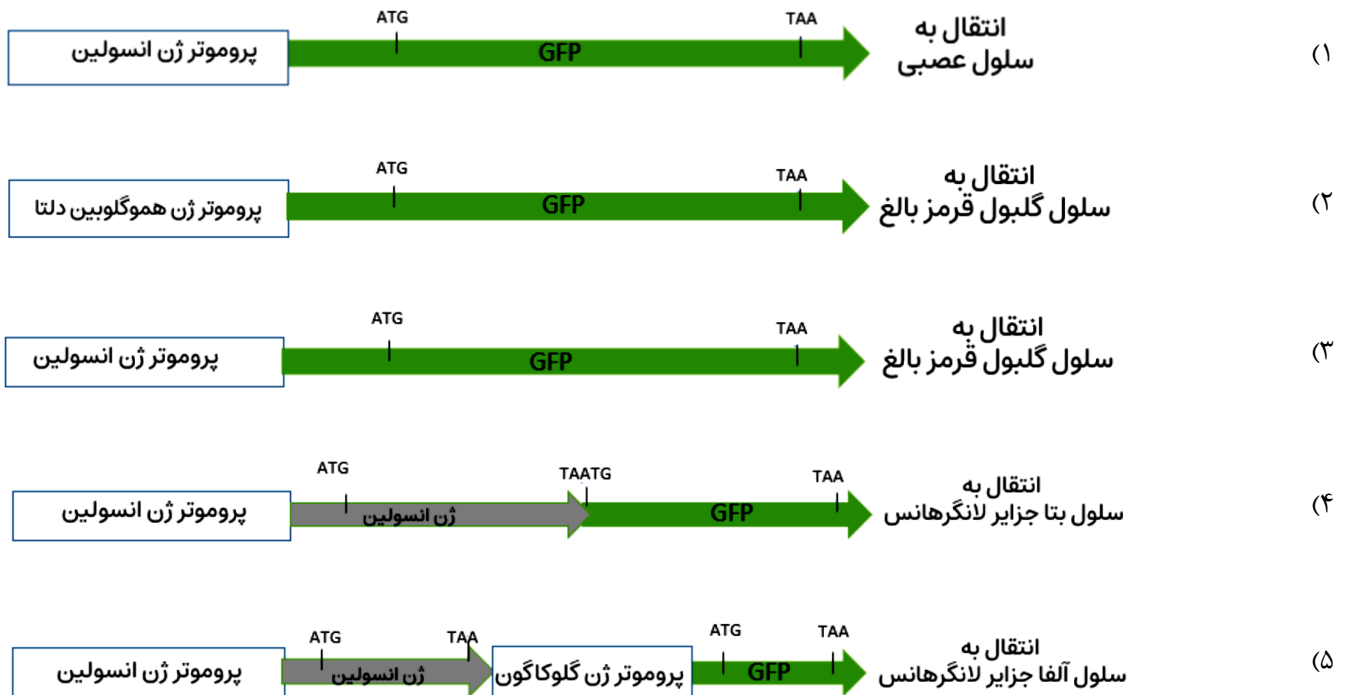 ATG TAA انتقال به
۱) پروموتر ژن انسولین GFP سلول عصبی
ATG TAA انتقال به
۲) پروموتر ژن هموگلوبین دلتا GFP سلول گلبول قرمز بالغ
ATG TAA انتقال به
۳) پروموتر ژن انسولین GFP سلول گلبول قرمز بالغ
ATG TAATG TAA انتقال به
۴) پروموتر ژن انسولین ژن انسولین GFP سلول بتا جزایر لانگرهانس
ATG TAA ATG TAA انتقال به
۵) پروموتر ژن انسولین ژن انسولین پروموتر ژن گلوکاگون GFP سلول آلفا جزایر لانگرهانس